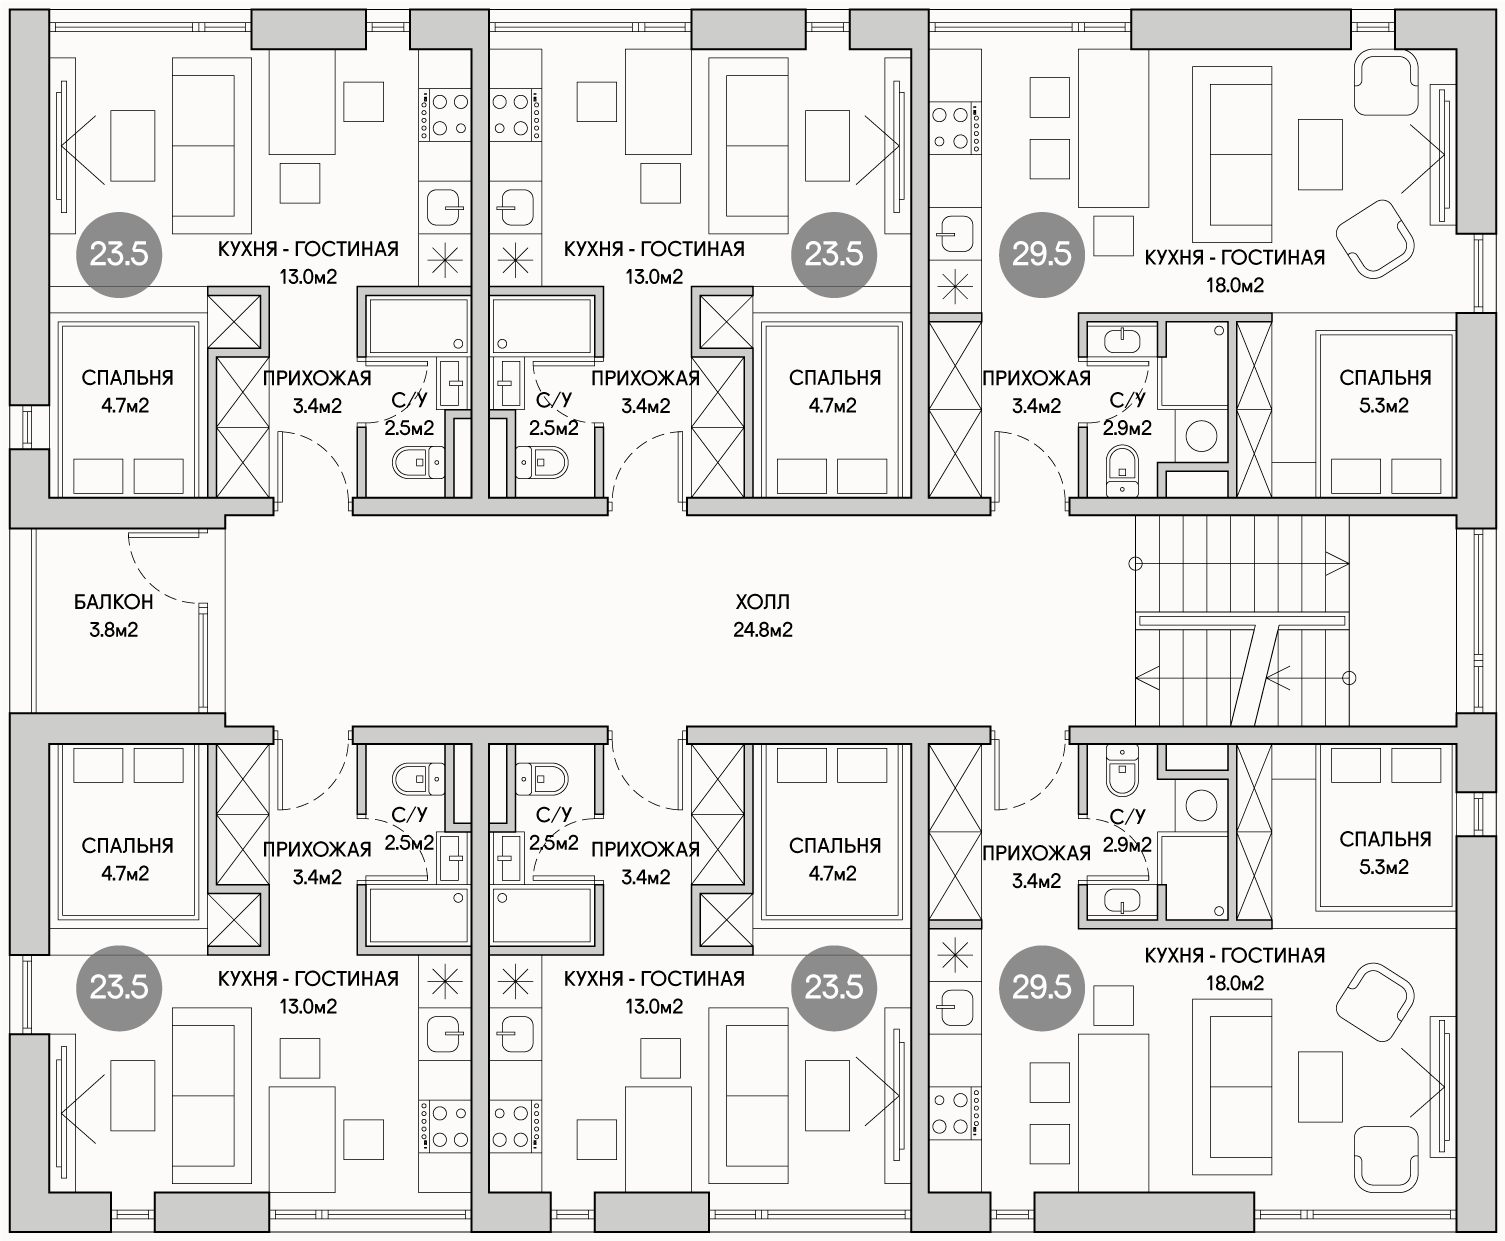 23.5
КУХНЯ - ГОСТИНАЯ
13.0м2
СПАЛЬНЯ
4.7м2
ПРИХОЖАЯ
3.4м2
С/У
2.5м2
КУХНЯ - ГОСТИНАЯ
13.0м2
23.5
С/У
2.5м2
ПРИХОЖАЯ
3.4м2
СПАЛЬНЯ
4.7м2
29.5
КУХНЯ - ГОСТИНАЯ
18.0м2
ПРИХОЖАЯ
3.4м2
С/У
2.9м2
СПАЛЬНЯ
5.3м2
БАЛКОН
3.8м2
ХОЛЛ
24.8м2
СПАЛЬНЯ
4.7м2
ПРИХОЖАЯ
3.4м2
С/У
2.5м2
23.5
КУХНЯ - ГОСТИНАЯ
13.0м2
С/У
2.5м2
ПРИХОЖАЯ
3.4м2
СПАЛЬНЯ
4.7м2
КУХНЯ - ГОСТИНАЯ
13.0м2
23.5
ПРИХОЖАЯ
3.4м2
С/У
2.9м2
СПАЛЬНЯ
5.3м2
29.5
КУХНЯ - ГОСТИНАЯ
18.0м2